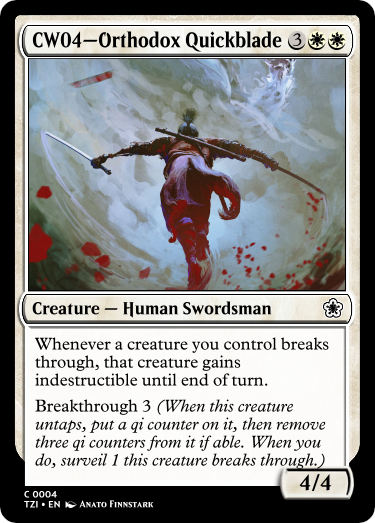 CW04—Orthodox Quickblade 3
Creature — Human Swordsman
Whenever a creature you control breaks
through, that creature gains
indestructible until end of turn.
Breakthrough 3 (When this creature
untaps, put a qi counter on it, then remove
three qi counters from it if able. When you
do, surveil 1 this creature breaks through.)
4/4
C 0004
TZI • EN Anato Finnstark